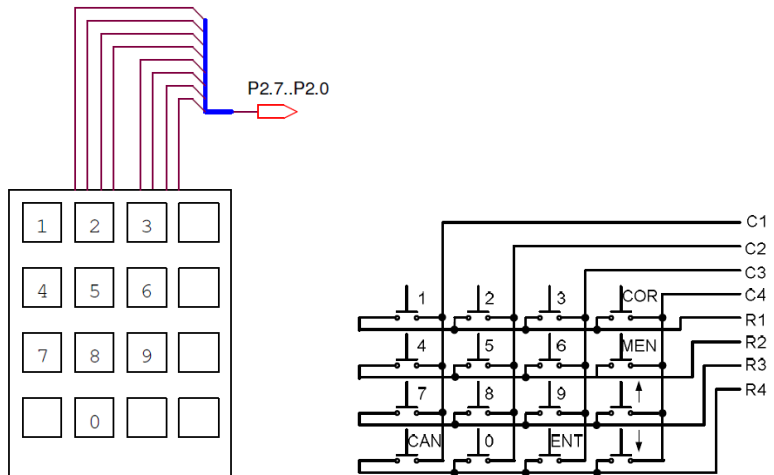 P2.7..P2.0
1 2 3
4 5 6
7 8 9
0
C1
C2
C3
1 2 3 COR C4
R1
4 5 6 MEN R2
R3
7 8 9 ↑
R4
CAN 0 ENT ↓